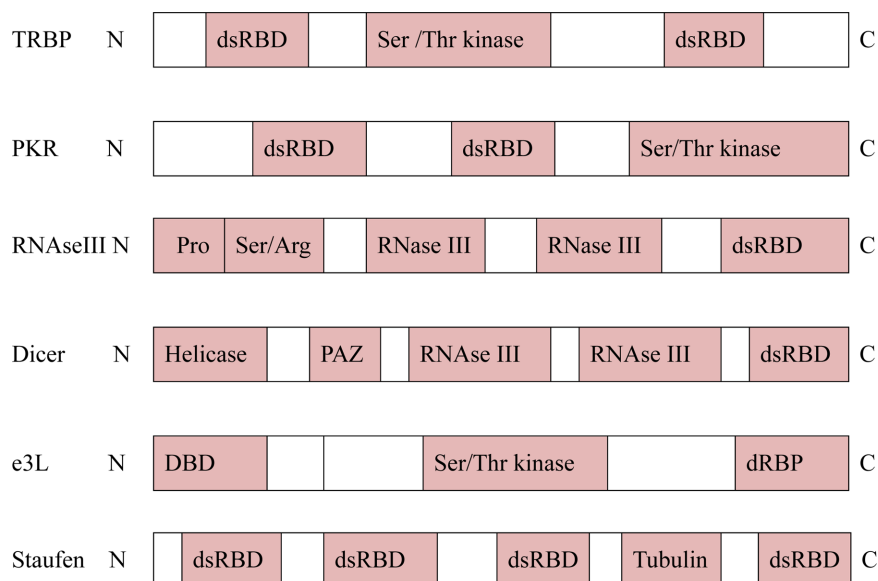 TRBP N dsRBD Ser /Thr kinase dsRBD C
PKR N dsRBD dsRBD Ser/Thr kinase C
RNAseIII N Pro Ser/Arg RNase III RNase III dsRBD C
Dicer N Helicase PAZ RNAse III RNAse III dsRBD C
e3L N DBD Ser/Thr kinase dRBP C
Staufen N dsRBD dsRBD dsRBD Tubulin dsRBD C